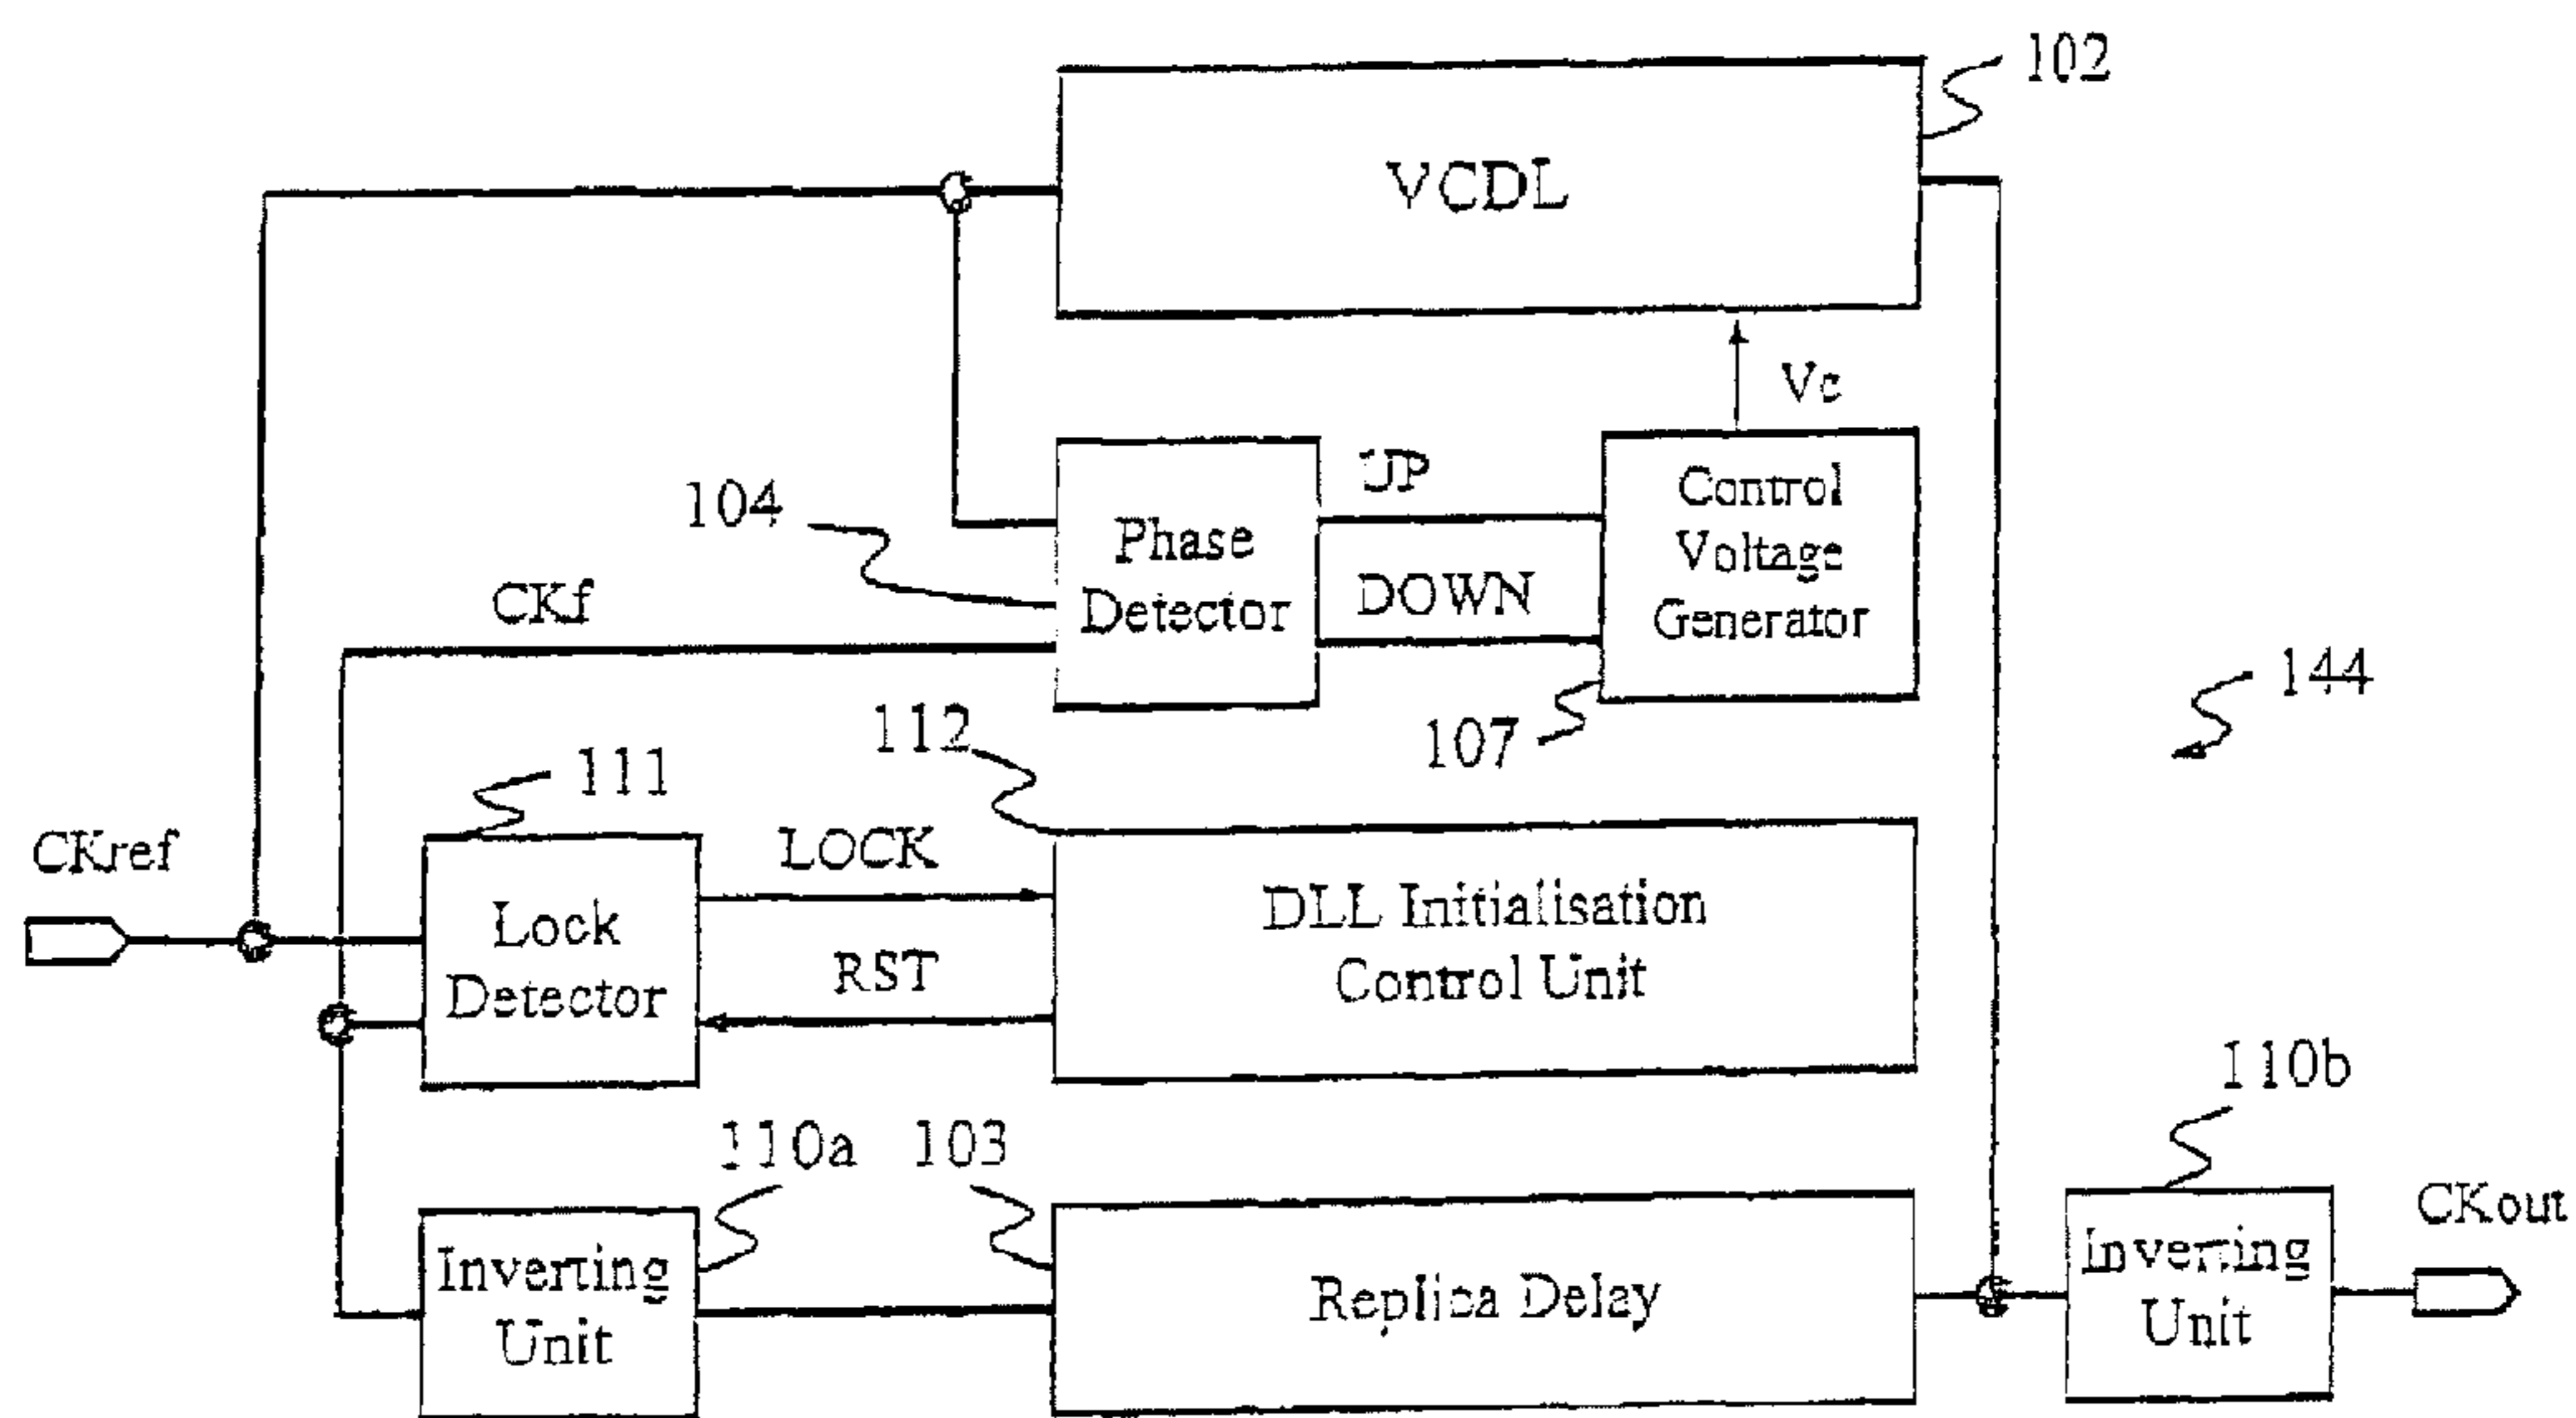 102
VCDL
Vc
UP
104
Phase
Detector
Control
Voltage
Generator
CKf
DOWN
144
112
107
111
CKref
LOCK
Lock
Detector
DLL Initialisation
Control Unit
RST
110b
110a
103
CKout
Inverting
Unit
Replica Delay
Inverting
Unit